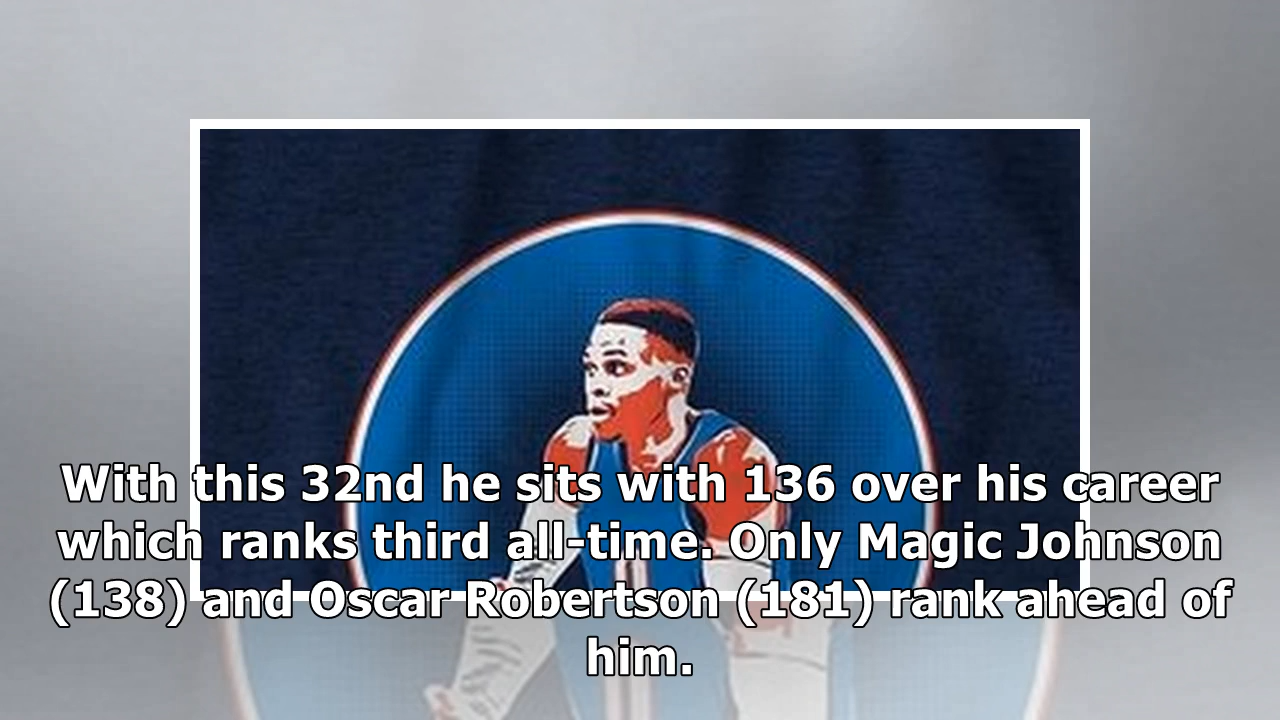 With this 32nd he sits with 136 over his career
which ranks third all-time. Only Magic Johnson
(138) and Oscar Robertson (181) rank ahead of
him.